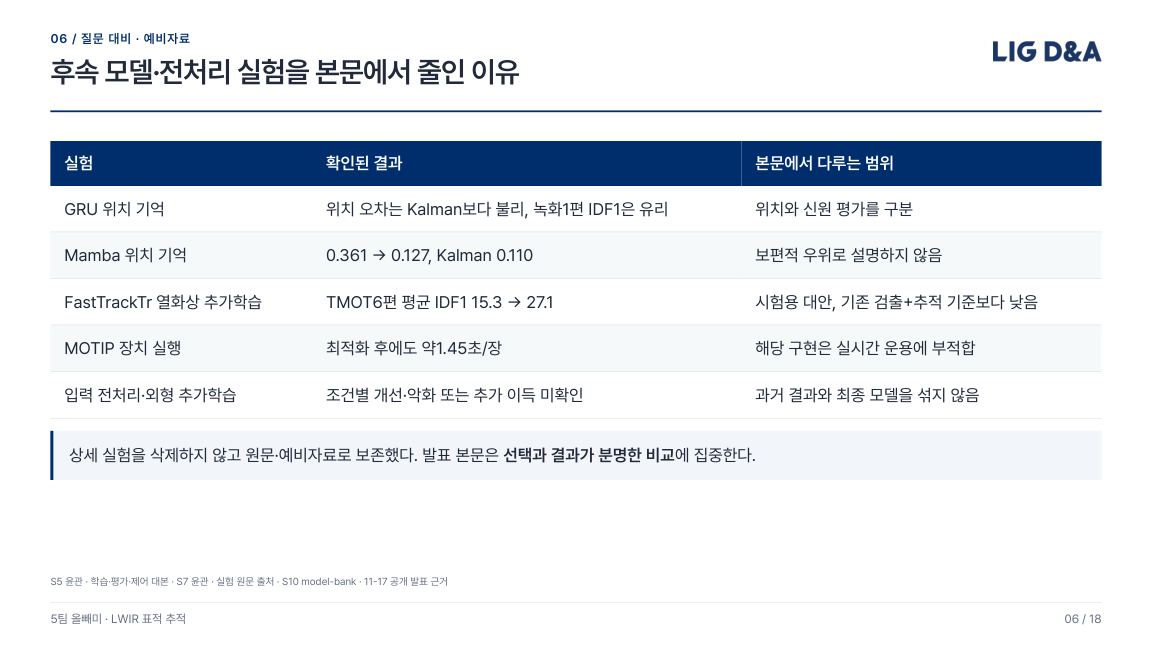 06 / 질문 대비 · 예비자료
후속 모델·전처리 실험을 본문에서 줄인 이유
LIG D&A
실험 확인된 결과 본문에서 다루는 범위
GRU 위치 기억 위치 오차는 Kalman보다 불리, 녹화1편 IDF1은 유리 위치와 신원 평가를 구분
Mamba 위치 기억 0.361 → 0.127, Kalman 0.110 보편적 우위로 설명하지 않음
FastTrackTr 열화상 추가학습 TMOT6편 평균 IDF1 15.3 → 27.1 시험용 대안, 기존 검출+추적 기준보다 낮음
MOTIP 장치 실행 최적화 후에도 약1.45초/장 해당 구현은 실시간 운용에 부적합
입력 전처리·외형 추가학습 조건별 개선·악화 또는 추가 이득 미확인 과거 결과와 최종 모델을 섞지 않음
상세 실험을 삭제하지 않고 원문·예비자료로 보존했다. 발표 본문은 선택과 결과가 분명한 비교에 집중한다.
S5 윤관 · 학습·평가·제어 대본 · S7 윤관 · 실험 원문 출처 · S10 model-bank · 11-17 공개 발표 근거
5팀 올빼미 · LWIR 표적 추적 06 / 18